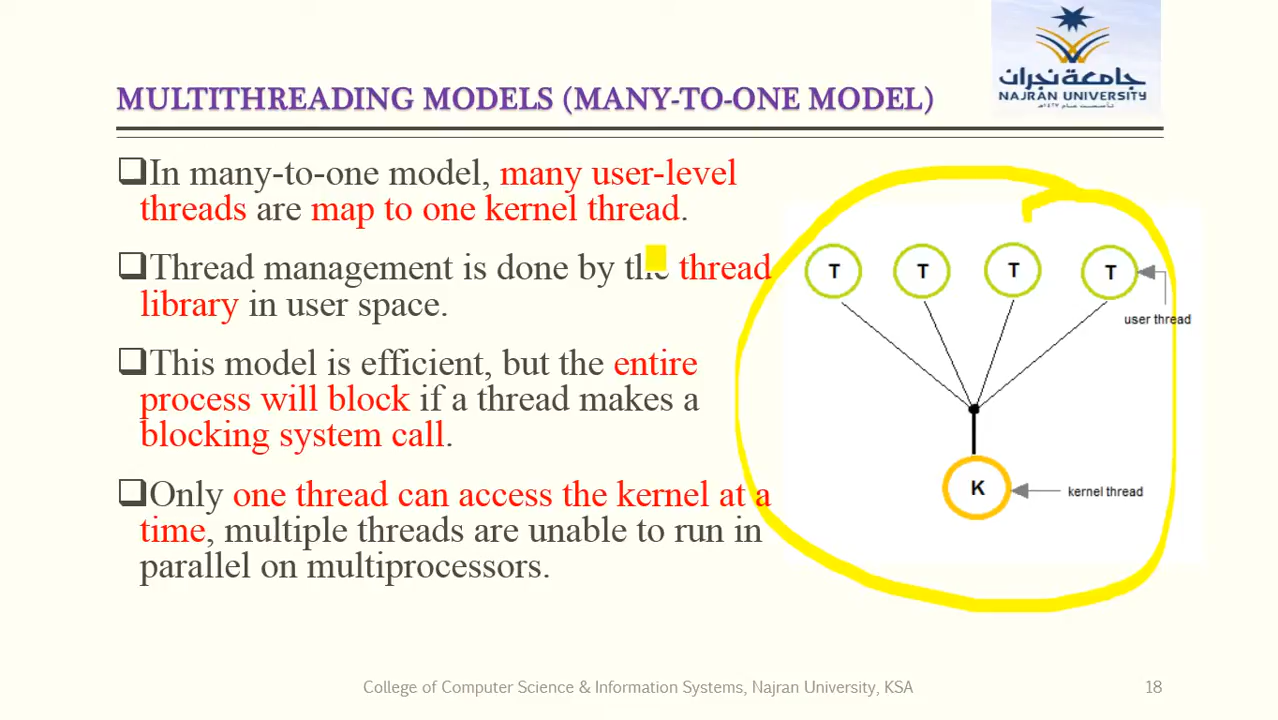 جامعة نجران
NAJRAN UNIVERSITY
MULTITHREADING MODELS (MANY-TO-ONE MODEL)
❑In many-to-one model, many user-level
threads are map to one kernel thread.
❑Thread management is done by the thread
library in user space.
❑This model is efficient, but the entire
process will block if a thread makes a
blocking system call.
❑Only one thread can access the kernel at a
time, multiple threads are unable to run in
parallel on multiprocessors.
T T T T
user thread
K
kernel thread
College of Computer Science & Information Systems, Najran University, KSA
18